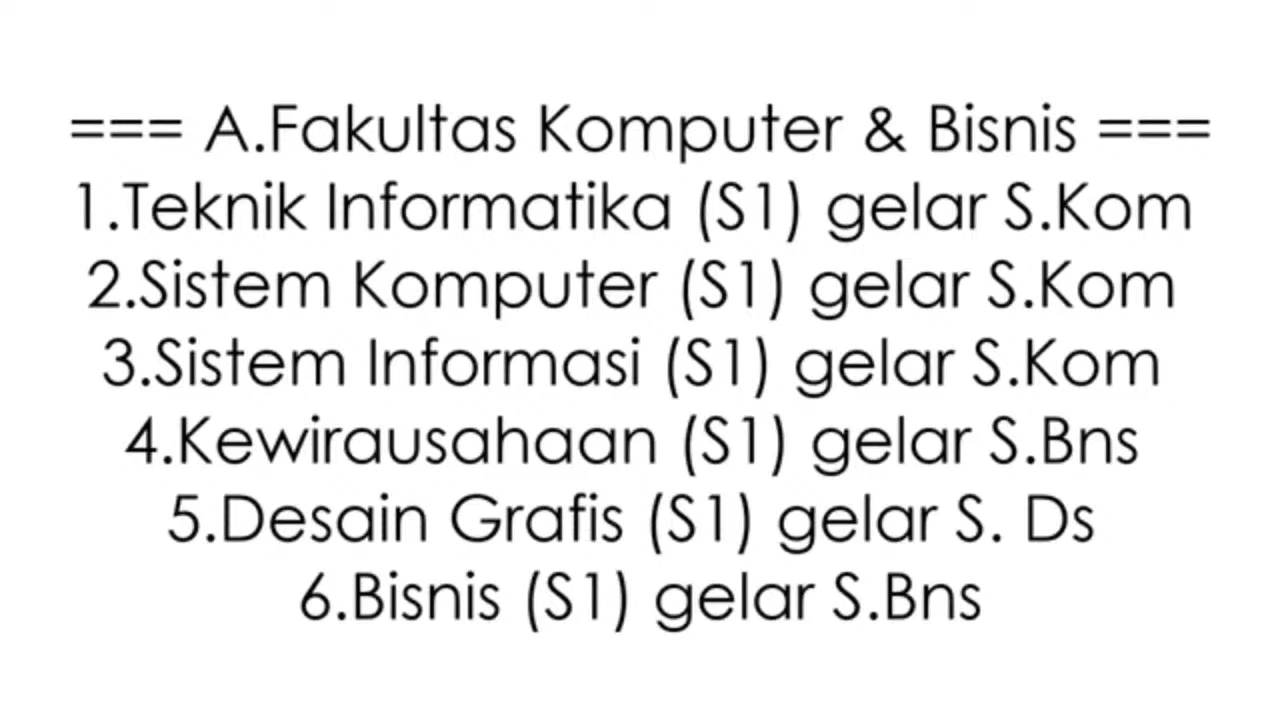 === A.Fakultas Komputer & Bisnis ===
1.Teknik Informatika (S1) gelar S.Kom
2.Sistem Komputer (S1) gelar S.Kom
3.Sistem Informasi (S1) gelar S.Kom
4.Kewirausahaan (S1) gelar S.Bns
5.Desain Grafis (S1) gelar S. Ds
6.Bisnis (S1) gelar S.Bns